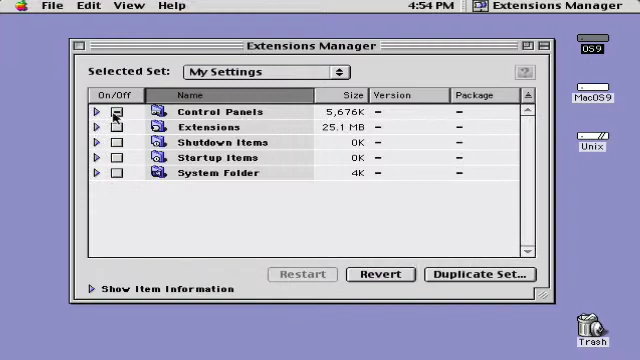 File Edit View Help 4:54 PM Extensions Manager
Extensions Manager
Selected Set: My Settings
On/Off Name Size Version Package
Control Panels 5,676K – –
Extensions 25.1 MB – –
Shutdown Items 0K – –
Startup Items 0K – –
System Folder 4K – –
Restart Revert Duplicate Set...
Show Item Information
OS9
MacOS9
Unix
Trash